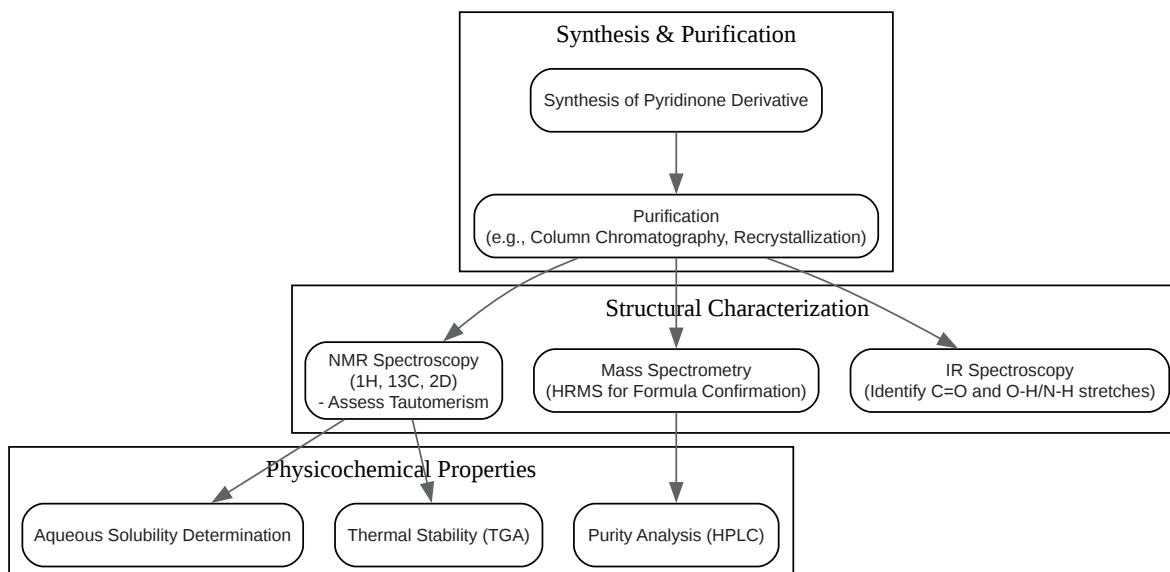 Synthesis & Purification
Synthesis of Pyridinone Derivative
Purification
(e.g., Column Chromatography, Recrystallization)
Structural Characterization
NMR Spectroscopy
(1H, 13C, 2D)
- Assess Tautomerism
Mass Spectrometry
(HRMS for Formula Confirmation)
IR Spectroscopy
(Identify C=O and O-H/N-H stretches)
Physicochemical Properties
Aqueous Solubility Determination
Thermal Stability (TGA)
Purity Analysis (HPLC)